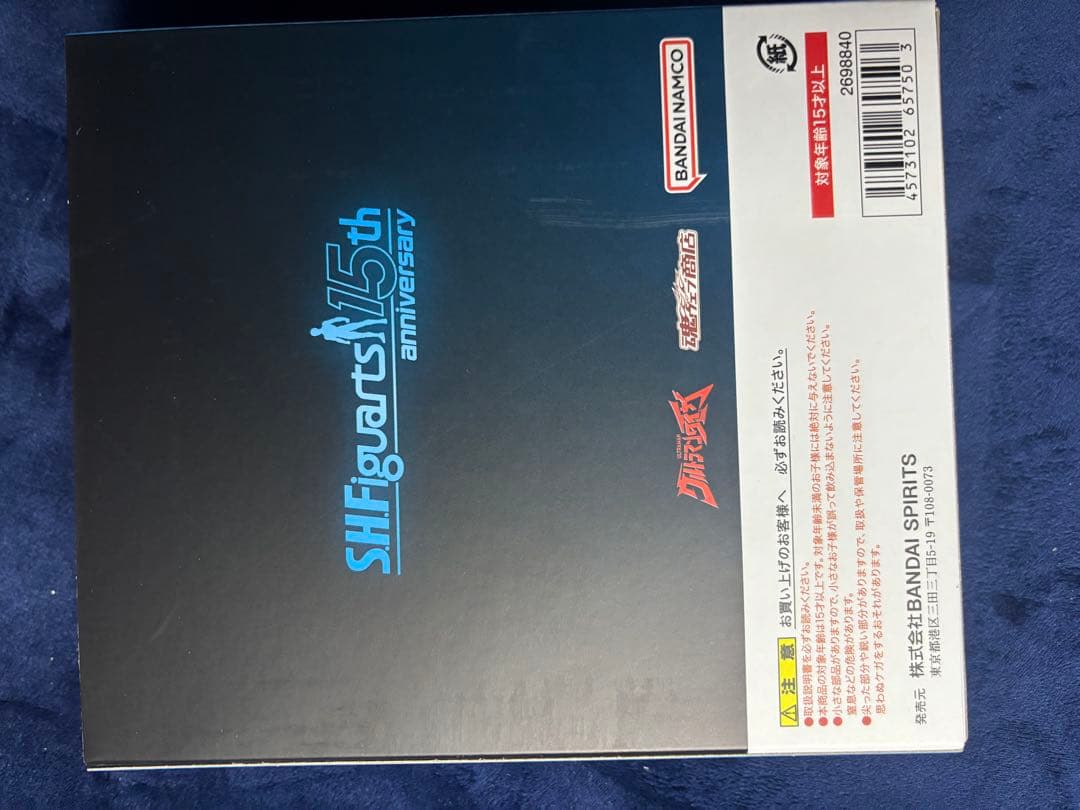 S.H.Figuarts 15th
anniversary
ULTRAMAN
ウルトラマン
魂ウェブ商店
BANDAI NAMCO
注 意
お買い上げのお客様へ 必ずお読みください。
●取扱説明書を必ずお読みください。
●本商品の対象年齢は15才以上です。対象年齢未満のお子様には絶対に与えないでください。
●小さな部品がありますので、小さなお子様が誤って飲み込まないように注意してください。
窒息などの危険があります。
●尖った部分や鋭い部分がありますので、取扱や保管場所に注意してください。
思わぬケガをするおそれがあります。
発売元 株式会社BANDAI SPIRITS
東京都港区三田三丁目5-19 〒108-0073
紙
対象年齢15才以上
2698840
4573102 657503